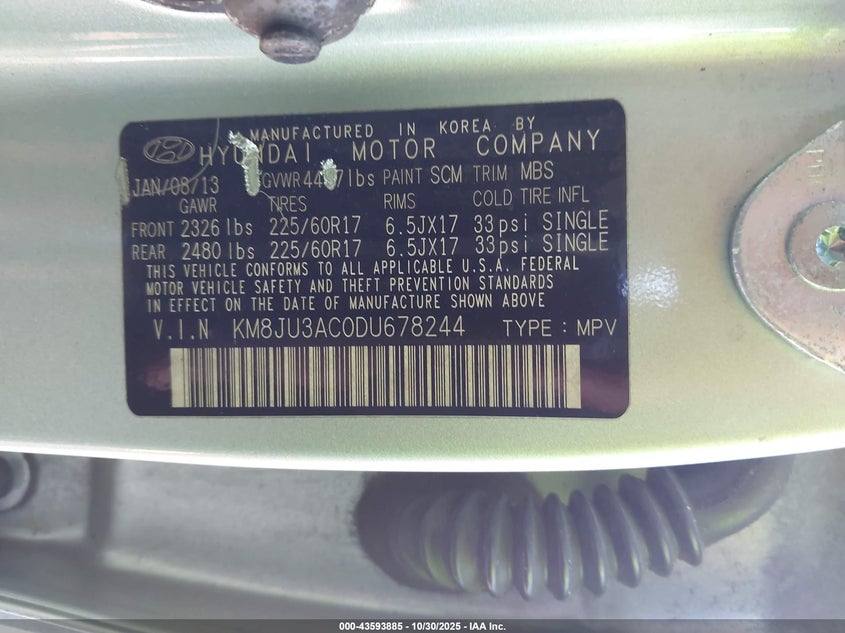 MANUFACTURED IN KOREA BY
HYUNDAI MOTOR COMPANY
JAN/08/13 GVWR lbs PAINT SCM TRIM MBS
GAWR TIRES RIMS COLD TIRE INFL
FRONT 2326 lbs 225/60R17 6.5JX17 33psi SINGLE
REAR 2480 lbs 225/60R17 6.5JX17 33psi SINGLE
THIS VEHICLE CONFORMS TO ALL APPLICABLE U.S.A. FEDERAL
MOTOR VEHICLE SAFETY AND THEFT PREVENTION STANDARDS
IN EFFECT ON THE DATE OF MANUFACTURE SHOWN ABOVE
V.I.N KM8JU3AC0DU678244 TYPE : MPV
000-43593885 - 10/30/2025 - IAA Inc.